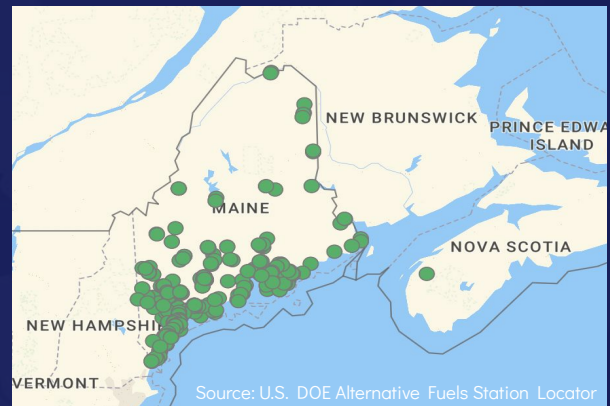 NEW BRUNSWICK
PRINCE EDWA
ISLAND
MAINE
NOVA SCOTIA
NEW HAMPSHI
VERMONT
Source: U.S. DOE Alternative Fuels Station Locator